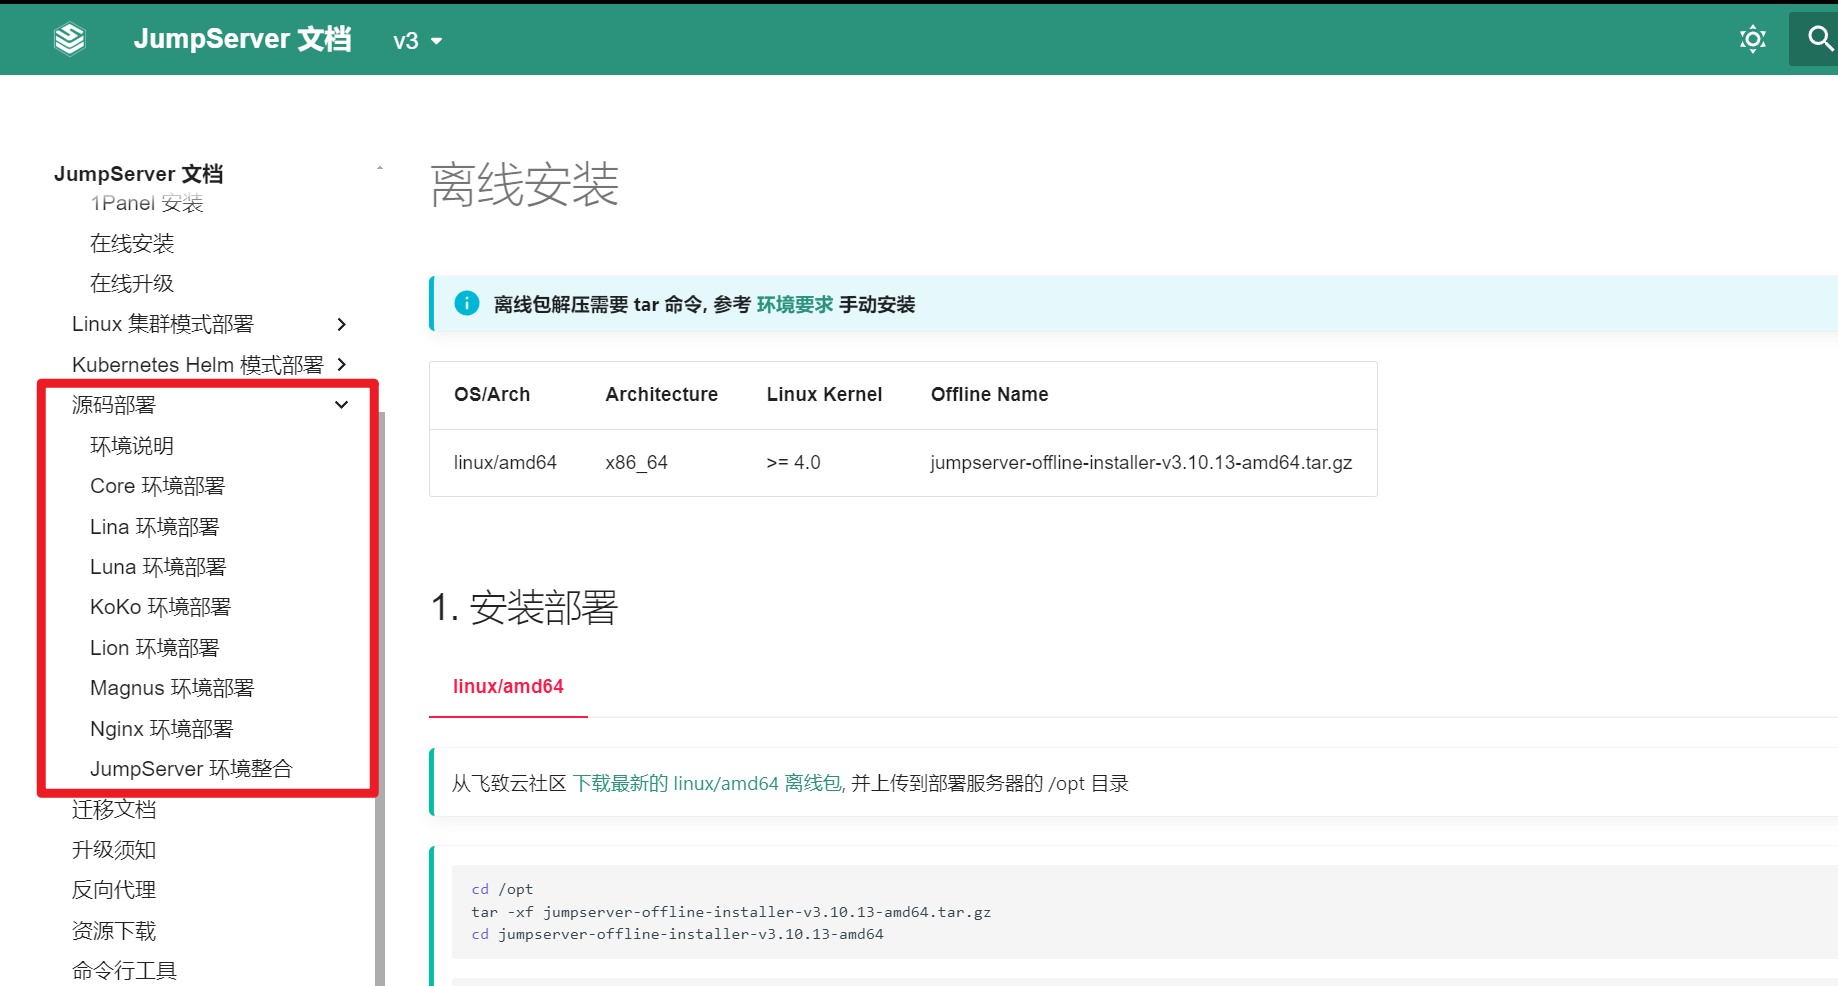 JumpServer 文档
v3
JumpServer 文档
1Panel 安装
在线安装
在线升级
Linux 集群模式部署
Kubernetes Helm 模式部署
源码部署
环境说明
Core 环境部署
Lina 环境部署
Luna 环境部署
KoKo 环境部署
Lion 环境部署
Magnus 环境部署
Nginx 环境部署
JumpServer 环境整合
迁移文档
升级须知
反向代理
资源下载
命令行工具
离线安装
离线包解压需要 tar 命令, 参考 环境要求 手动安装
OS/Arch Architecture Linux Kernel Offline Name
linux/amd64 x86_64 >= 4.0 jumpserver-offline-installer-v3.10.13-amd64.tar.gz
1. 安装部署
linux/amd64
从飞致云社区 下载最新的 linux/amd64 离线包, 并上传到部署服务器的 /opt 目录
cd /opt
tar -xf jumpserver-offline-installer-v3.10.13-amd64.tar.gz
cd jumpserver-offline-installer-v3.10.13-amd64